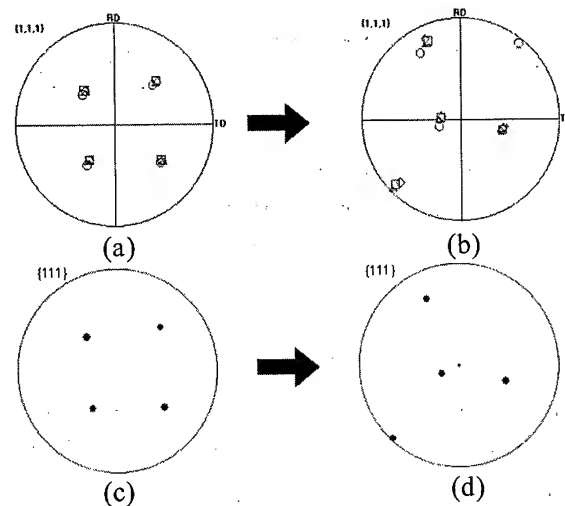 RD
{1,1,1}
TD
(a)
RD
{1,1,1}
T
(b)
{111}
(c)
{111}
(d)